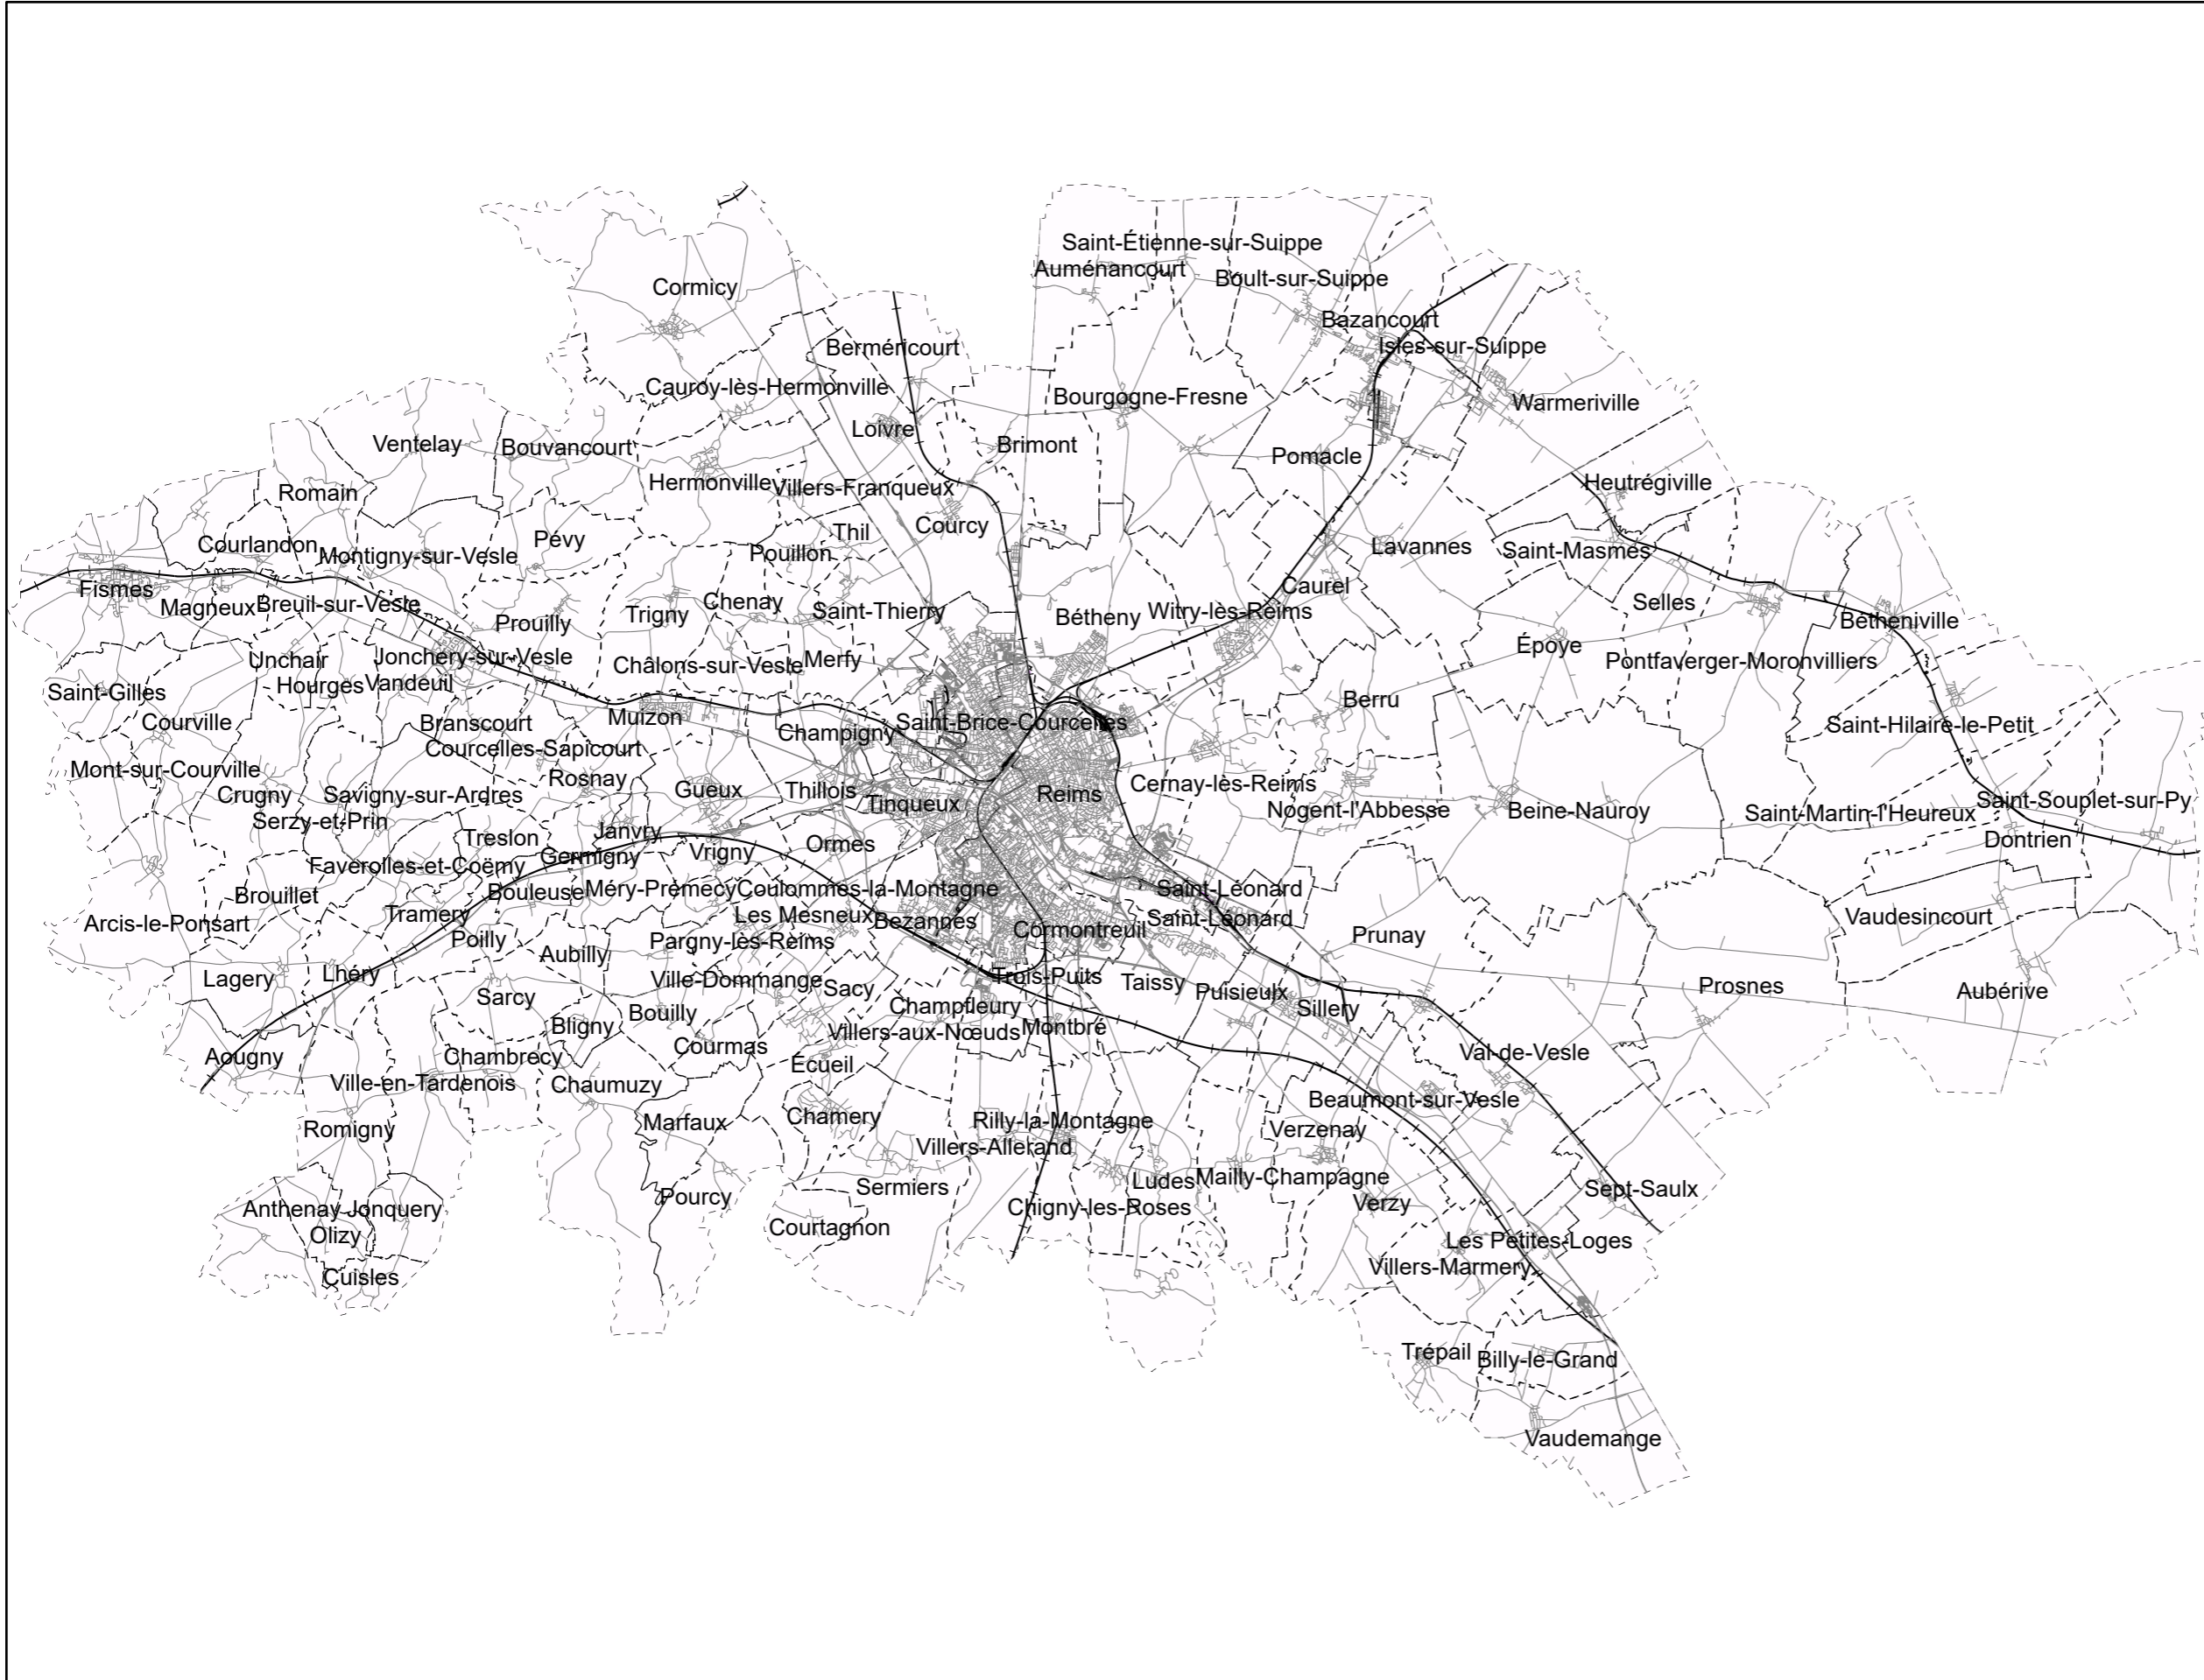 Saint-Étienne-sur-Suippe
Auménancourt
Boult-sur-Suippe
Cormicy
Bazancourt
Isles-sur-Suippe
Berméricourt
Cauroy-lès-Hermonville
Bourgogne-Fresne
Warmeriville
Loivre
Brimont
Ventelay
Bouvancourt
Pomacle
Hermonville
Villers-Franqueux
Heutrégiville
Romain
Courcy
Thil
Pévy
Courlandon
Montigny-sur-Vesle
Pouillon
Lavannes
Saint-Masmes
Fismes
Magneux
Breuil-sur-Vesle
Caurel
Chenay
Selles
Trigny
Saint-Thierry
Bétheny
Witry-lès-Reims
Prouilly
Bétheniville
Époye
Unchair
Jonchery-sur-Vesle
Châlons-sur-Vesle
Merfy
Pontfaverger-Moronvilliers
Hourges
Vandeuil
Saint-Gilles
Berru
Courville
Branscourt
Muizon
Saint-Brice-Courcelles
Champigny
Saint-Hilaire-le-Petit
Courcelles-Sapicourt
Mont-sur-Courville
Rosnay
Crugny
Savigny-sur-Ardres
Gueux
Thillois
Tinqueux
Reims
Cernay-lès-Reims
Nogent-l'Abbesse
Beine-Nauroy
Saint-Souplet-sur-Py
Saint-Martin-l'Heureux
Serzy-et-Prin
Treslon
Janvry
Ormes
Dontrien
Faverolles-et-Coëmy
Germigny
Vrigny
Brouillet
Bouleuse
Méry-Prémecy
Coulommes-la-Montagne
Saint-Léonard
Arcis-le-Ponsart
Tramery
Les Mesneux
Bezannes
Saint-Léonard
Vaudesincourt
Poilly
Pargny-lès-Reims
Cormontreuil
Prunay
Aubilly
Lagery
Lhéry
Ville-Dommange
Sacy
Trois-Puits
Taissy
Puisieulx
Prosnes
Aubérive
Sarcy
Bouilly
Champfleury
Sillery
Bligny
Villers-aux-Nœuds
Montbré
Aougny
Chambrecy
Courmas
Écueil
Val-de-Vesle
Ville-en-Tardenois
Chaumuzy
Beaumont-sur-Vesle
Marfaux
Chamery
Rilly-la-Montagne
Verzenay
Romigny
Villers-Allerand
Ludes
Mailly-Champagne
Pourcy
Sermiers
Sept-Saulx
Anthenay
Jonquery
Chigny-les-Roses
Verzy
Olizy
Courtagnon
Les Petites-Loges
Villers-Marmery
Cuisles
Trépail
Billy-le-Grand
Vaudemange